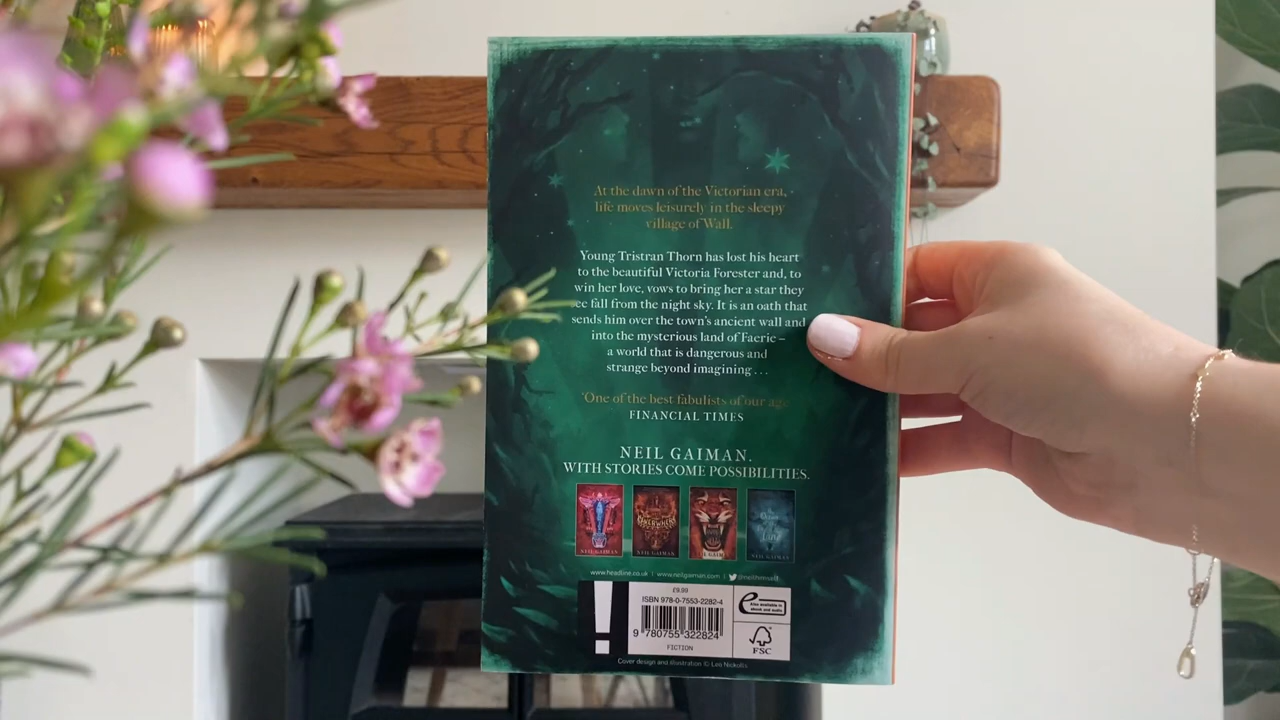 At the dawn of the Victorian era,
life moves leisurely in the sleepy
village of Wall.
Young Tristran Thorn has lost his heart
to the beautiful Victoria Forester and, to
win her love, vows to bring her a star they
ee fall from the night sky. It is an oath that
sends him over the town's ancient wall and
into the mysterious land of Faerie –
a world that is dangerous and
strange beyond imagining . . .
'One of the best fabulists of our age
FINANCIAL TIMES
NEIL GAIMAN.
WITH STORIES COME POSSIBILITIES.
NEIL GAIMAN
NEIL GAIMAN
NEIL GAIMAN
www.headline.co.uk | www.neilgaiman.com | @neilhimself
£9.99
ISBN 978-0-7553-2282-4
9 780755 322824
FICTION
e
Also available in
ebook and audio
FSC
Cover design and illustration © Leo Nickolls